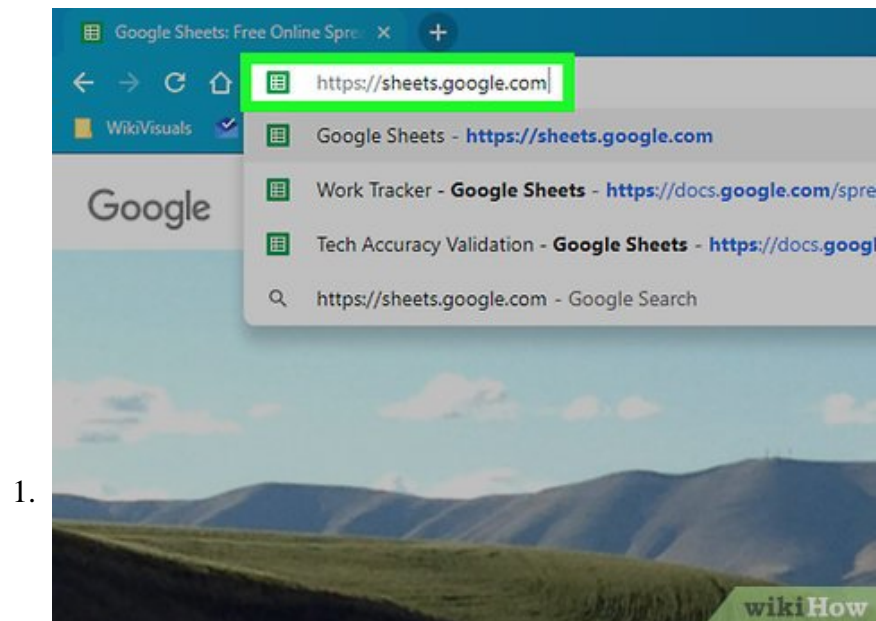 Google Sheets: Free Online Spre
https://sheets.google.com
WikiVisuals
Google Sheets - https://sheets.google.com
Google
Work Tracker - Google Sheets - https://docs.google.com/spre
Tech Accuracy Validation - Google Sheets - https://docs.googl
https://sheets.google.com - Google Search
1.
wikiHow